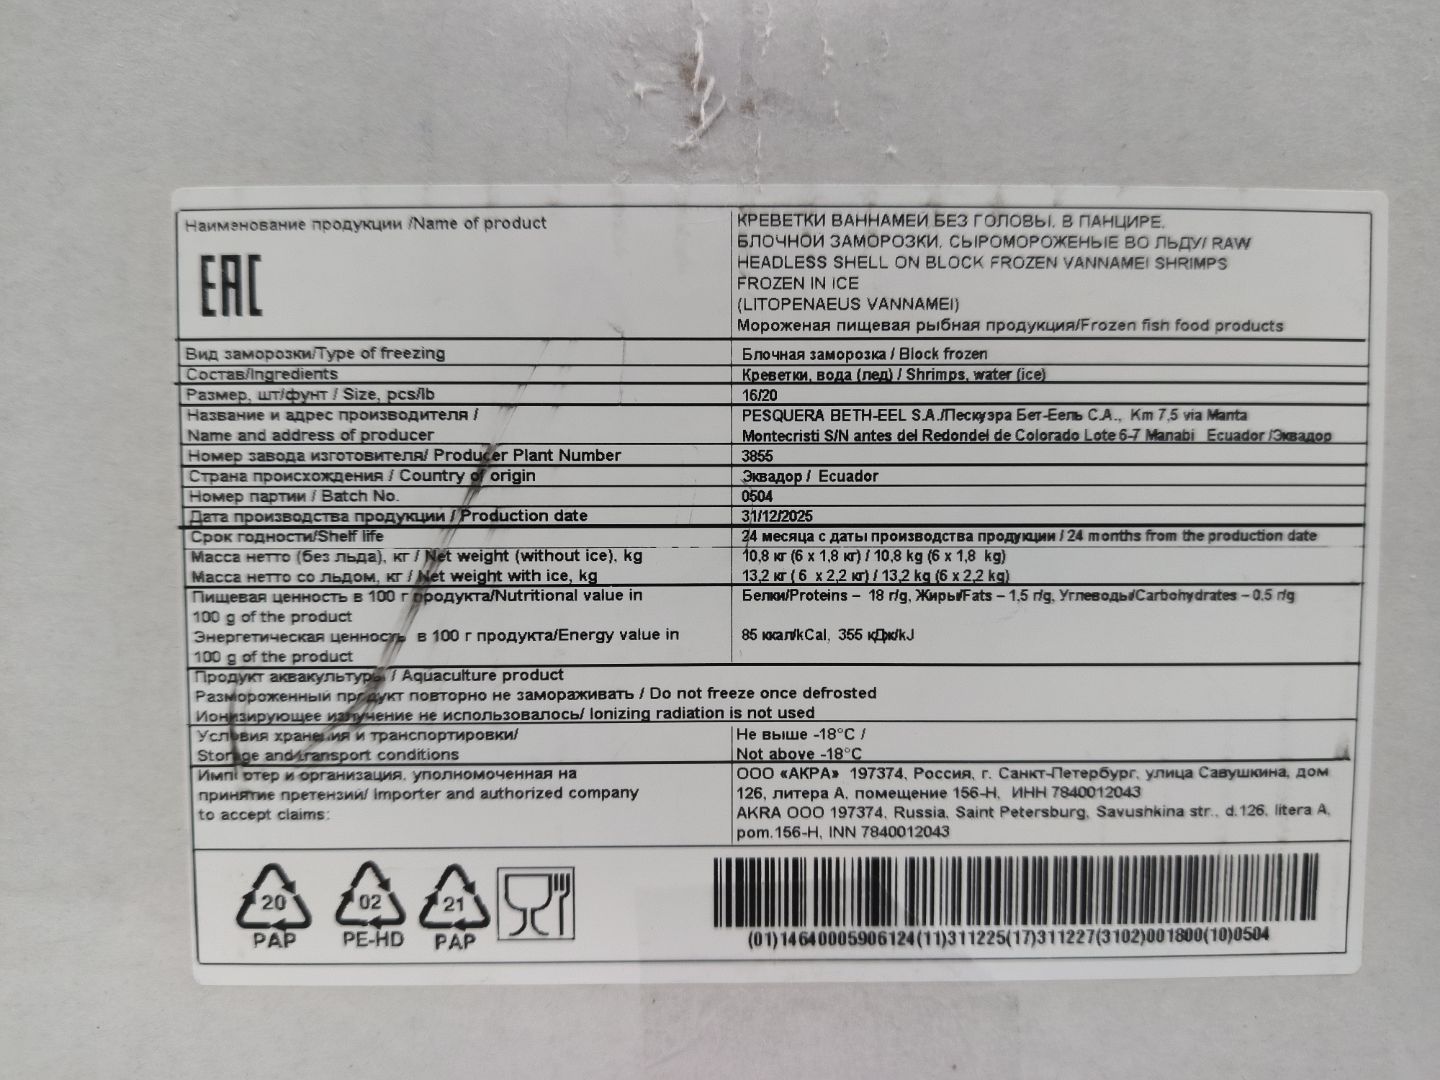 Наименование продукции /Name of product
EAC
КРЕВЕТКИ ВАННАМЕЙ БЕЗ ГОЛОВЫ, В ПАНЦИРЕ,
БЛОЧНОЙ ЗАМОРОЗКИ, СЫРОМОРОЖЕНЫЕ ВО ЛЬДУ/ RAW
HEADLESS SHELL ON BLOCK FROZEN VANNAMEI SHRIMPS
FROZEN IN ICE
(LITOPENAEUS VANNAMEI)
Мороженая пищевая рыбная продукция/Frozen fish food products
Вид заморозки/Type of freezing
Блочная заморозка / Block frozen
Состав/Ingredients
Креветки, вода (лед) / Shrimps, water (ice)
Размер, шт/фунт / Size, pcs/lb
16/20
Название и адрес производителя /
Name and address of producer
PESQUERA BETH-EEL S.A./Пескуэра Бет-Еель С.А., Km 7,5 via Manta
Montecristi S/N antes del Redondel de Colorado Lote 6-7 Manabi Ecuador /Эквадор
Номер завода изготовителя/ Producer Plant Number
3855
Страна происхождения / Country of origin
Эквадор / Ecuador
Номер партии / Batch No.
0504
Дата производства продукции / Production date
31/12/2025
Срок годности/Shelf life
24 месяца с даты производства продукции / 24 months from the production date
Масса нетто (без льда), кг / Net weight (without ice), kg
10,8 кг (6 x 1,8 кг) / 10,8 kg (6 x 1,8 kg)
Масса нетто со льдом, кг / Net weight with ice, kg
13,2 кг ( 6 x 2,2 кг) / 13,2 kg (6 x 2,2 kg)
Пищевая ценность в 100 г продукта/Nutritional value in
100 g of the product
Белки/Proteins – 18 г/g, Жиры/Fats – 1,5 г/g, Углеводы/Carbohydrates – 0,5 г/g
Энергетическая ценность в 100 г продукта/Energy value in
100 g of the product
85 ккал/kCal, 355 кДж/kJ
Продукт аквакультуры / Aquaculture product
Размороженный продукт повторно не замораживать / Do not freeze once defrosted
Ионизирующее излучение не использовалось/ Ionizing radiation is not used
Условия хранения и транспортировки/
Storage and transport conditions
Не выше -18°C /
Not above -18°C
Импортер и организация, уполномоченная на
принятие претензий/ Importer and authorized company
to accept claims:
ООО «АКРА» 197374, Россия, г. Санкт-Петербург, улица Савушкина, дом
126, литера А, помещение 156-Н, ИНН 7840012043
AKRA OOO 197374, Russia, Saint Petersburg, Savushkina str., d.126, litera A,
pom.156-H, INN 7840012043
20
PAP
02
PE-HD
21
PAP
(01)14640005906124(11)311225(17)311227(3102)001800(10)0504